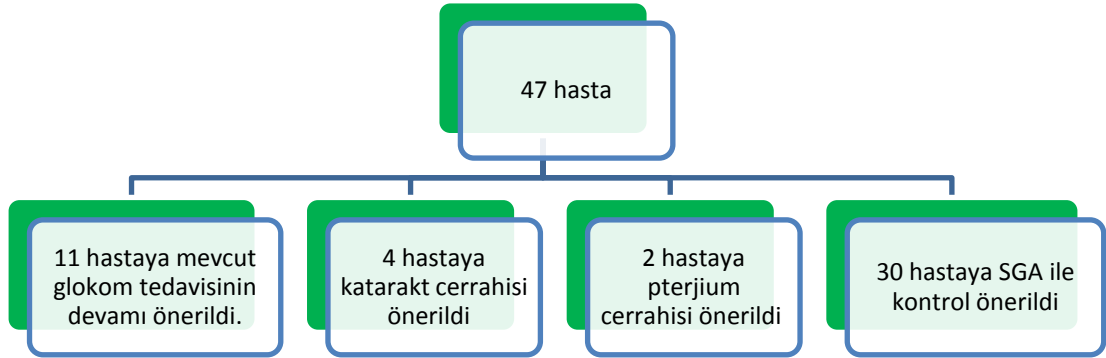 47 hasta
11 hastaya mevcut
glokom tedavisinin
devamı önerildi.
4 hastaya
katarakt cerrahisi
önerildi
2 hastaya
pterjium
cerrahisi önerildi
30 hastaya SGA ile
kontrol önerildi